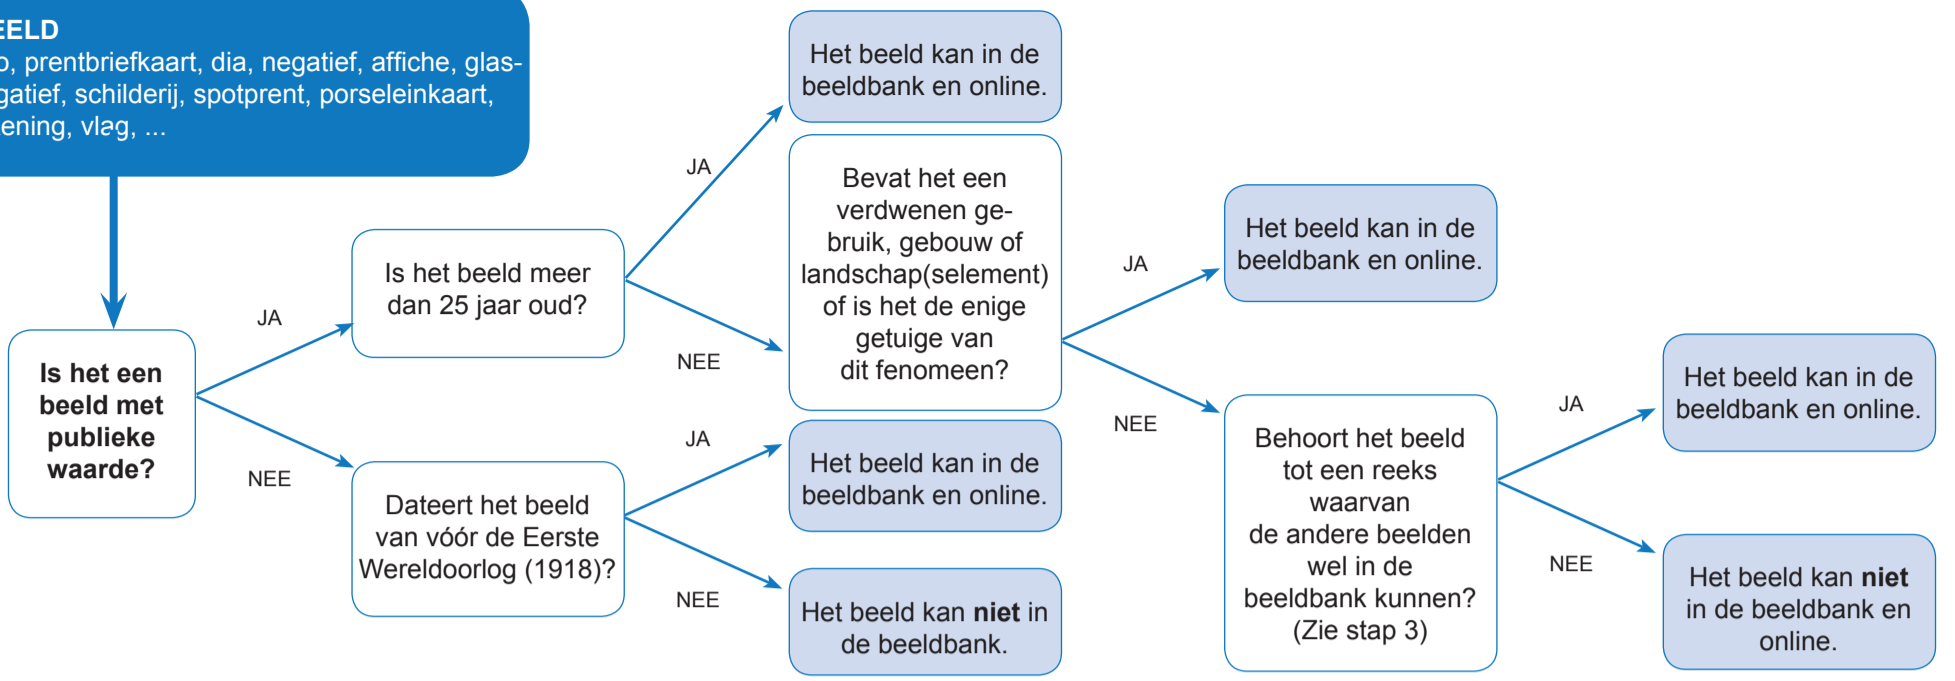 EELD
o, prentbriefkaart, dia, negatief, affiche, glas-
gatief, schilderij, spotprent, porseleinkaart,
ening, vlag, ...
Is het een
beeld met
publieke
waarde?
JA
NEE
Is het beeld meer
dan 25 jaar oud?
Dateert het beeld
van vóór de Eerste
Wereldoorlog (1918)?
JA
NEE
JA
NEE
Het beeld kan in de
beeldbank en online.
Bevat het een
verdwenen ge-
bruik, gebouw of
landschap(selement)
of is het de enige
getuige van
dit fenomeen?
Het beeld kan in de
beeldbank en online.
Het beeld kan niet in
de beeldbank.
JA
NEE
Het beeld kan in de
beeldbank en online.
Behoort het beeld
tot een reeks
waarvan
de andere beelden
wel in de
beeldbank kunnen?
(Zie stap 3)
JA
NEE
Het beeld kan in de
beeldbank en online.
Het beeld kan niet
in de beeldbank en
online.